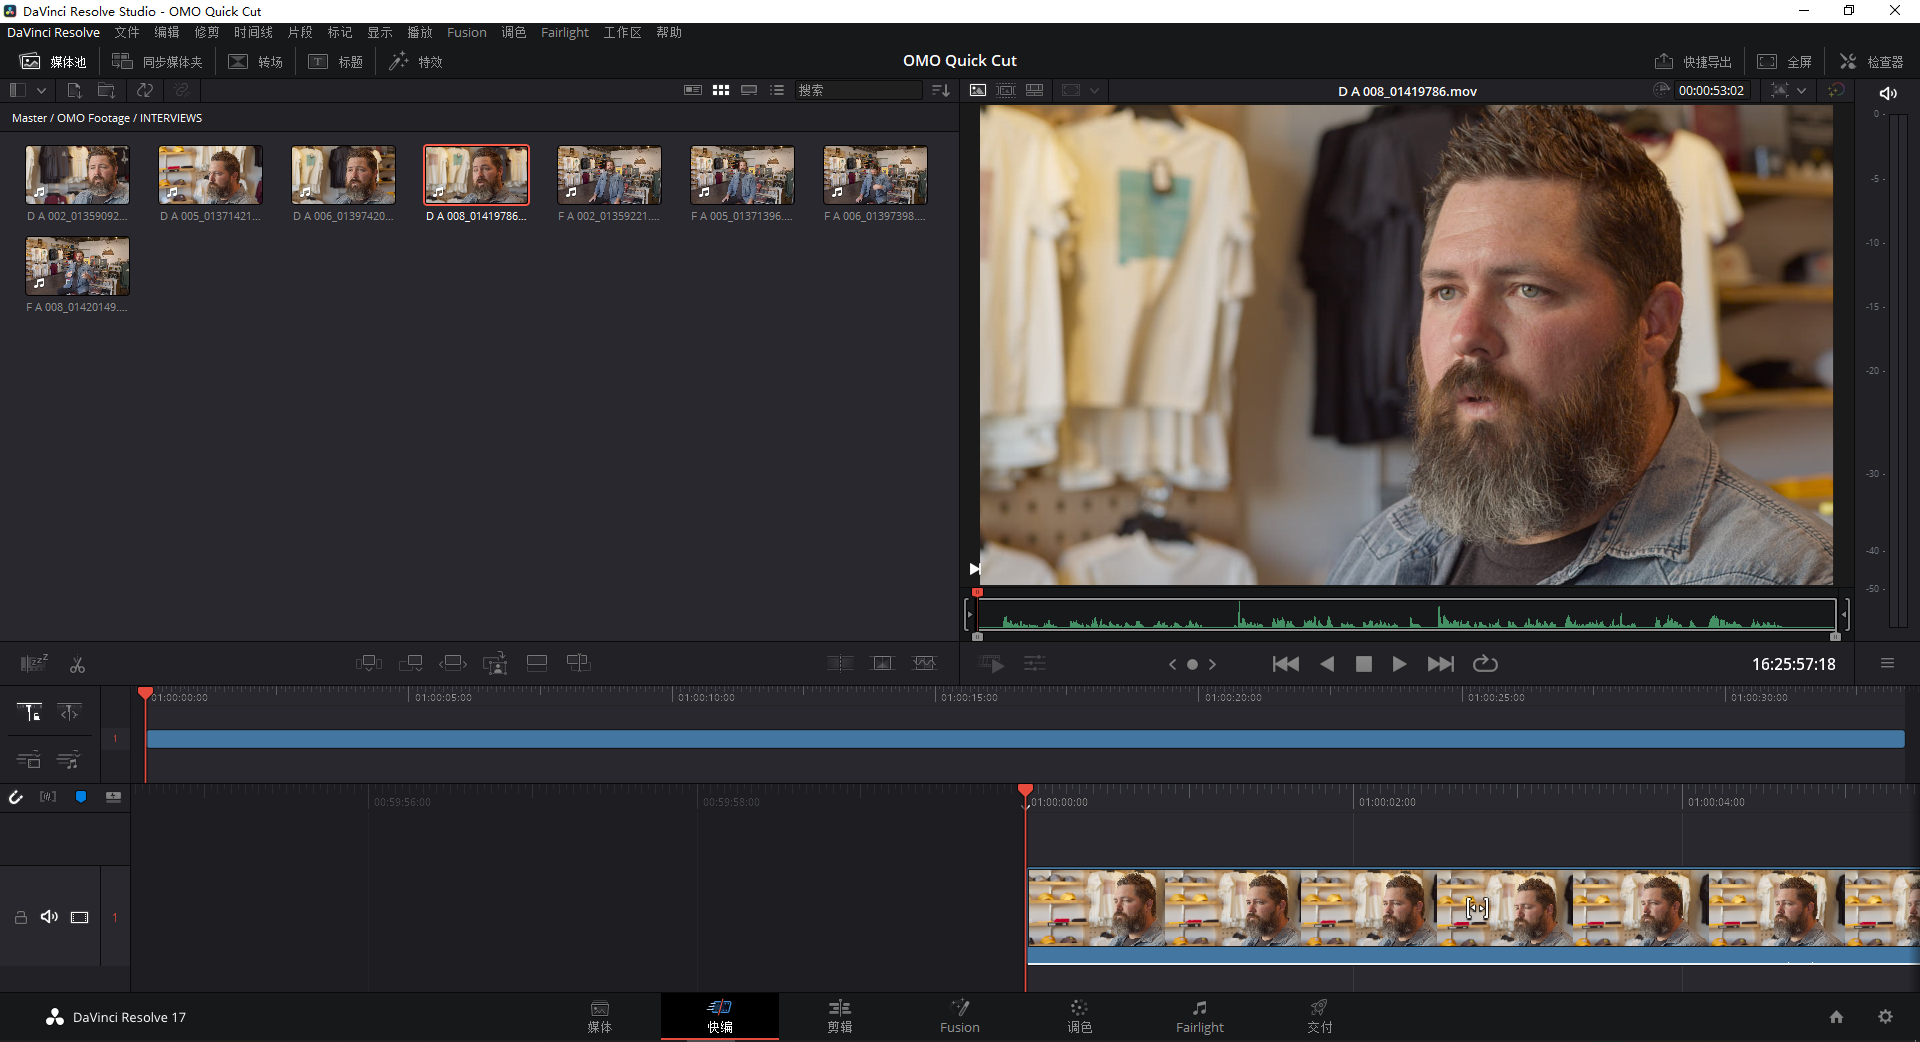 DaVinci Resolve Studio - OMO Quick Cut
DaVinci Resolve 文件 编辑 修剪 时间线 片段 标记 显示 播放 Fusion 调色 Fairlight 工作区 帮助
媒体池 同步媒体夹 转场 标题 特效 OMO Quick Cut 快捷导出 全屏 检查器
搜索 D A 008_01419786.mov 00:00:53:02
Master / OMO Footage / INTERVIEWS
D A 002_01359092... D A 005_01371421... D A 006_01397420... D A 008_01419786... F A 002_01359221.... F A 005_01371396.... F A 006_01397398....
F A 008_01420149....
0 -
-5 -
-10 -
-15 -
-20 -
-30 -
-40 -
-50 -
16:25:57:18
01:00:00:00 01:00:05:00 01:00:10:00 01:00:15:00 01:00:20:00 01:00:25:00 01:00:30:00
1
00:59:56:00 00:59:58:00 01:00:00:00 01:00:02:00 01:00:04:00
1
DaVinci Resolve 17
媒体 快编 剪辑 Fusion 调色 Fairlight 交付